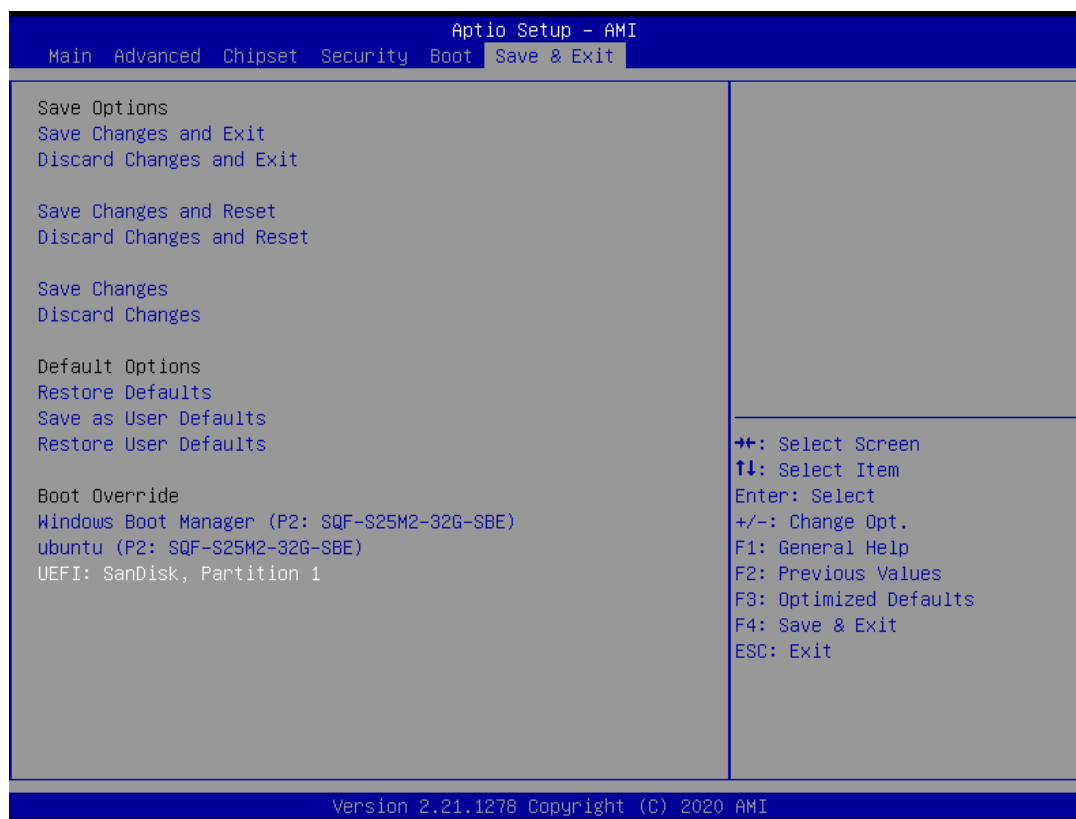 Aptio Setup – AMI
Main Advanced Chipset Security Boot Save & Exit
Save Options
Save Changes and Exit
Discard Changes and Exit
Save Changes and Reset
Discard Changes and Reset
Save Changes
Discard Changes
Default Options
Restore Defaults
Save as User Defaults
Restore User Defaults
Boot Override
Windows Boot Manager (P2: SQF-S25M2-32G-SBE)
ubuntu (P2: SQF-S25M2-32G-SBE)
UEFI: SanDisk, Partition 1
→←: Select Screen
↑↓: Select Item
Enter: Select
+/-: Change Opt.
F1: General Help
F2: Previous Values
F3: Optimized Defaults
F4: Save & Exit
ESC: Exit
Version 2.21.1278 Copyright (C) 2020 AMI